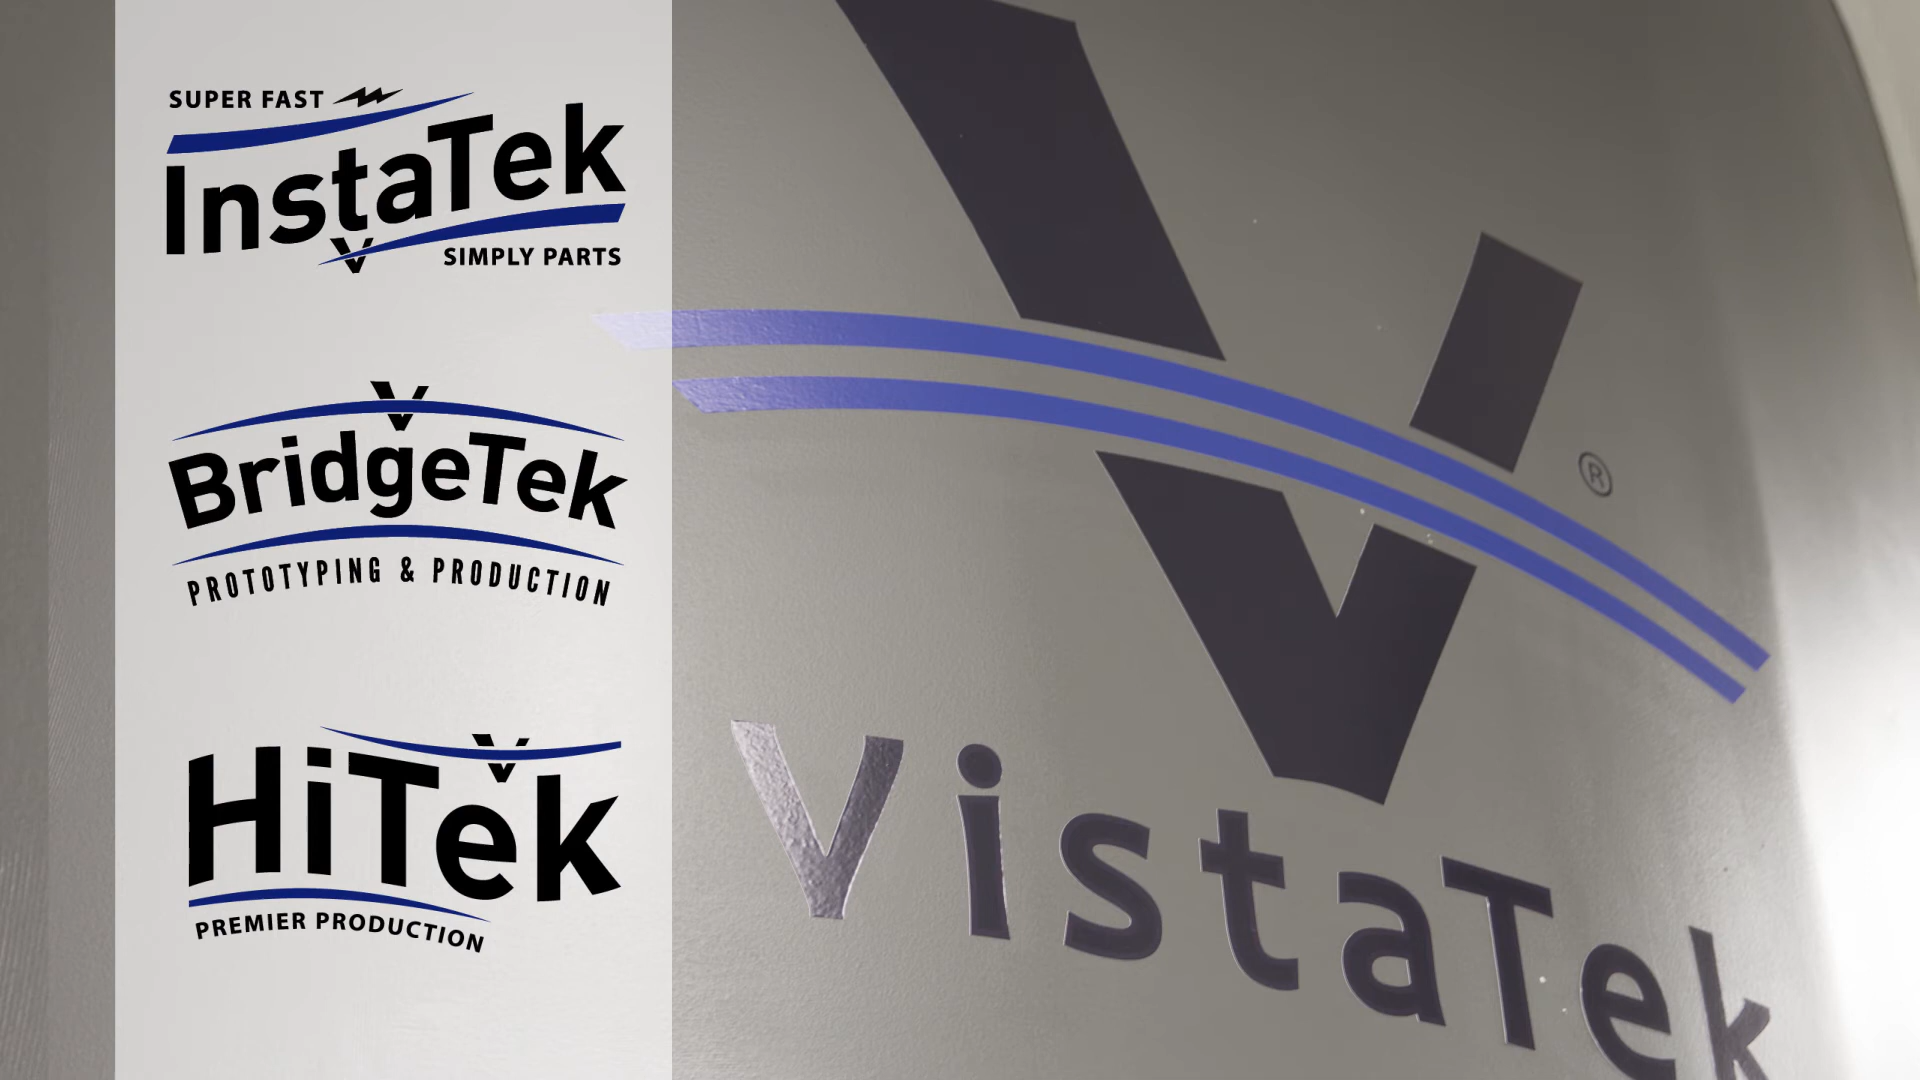 SUPER FAST
InstaTek
V
SIMPLY PARTS
V
BridgeTek
PROTOTYPING & PRODUCTION
V
HiTek
PREMIER PRODUCTION
V
®
VistaTek